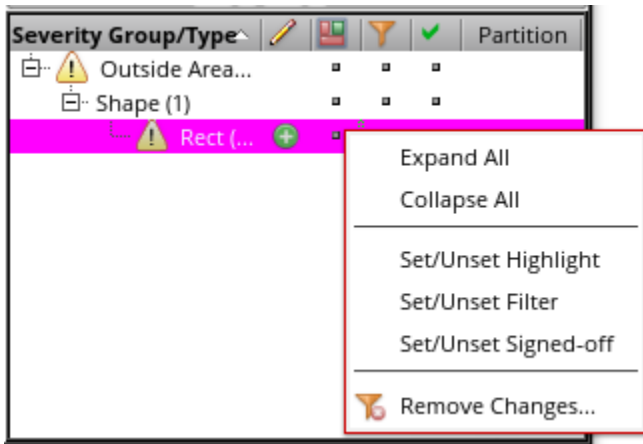 Severity Group/Type Partition
Outside Area...
Shape (1)
Rect (...
Expand All
Collapse All
Set/Unset Highlight
Set/Unset Filter
Set/Unset Signed-off
Remove Changes...